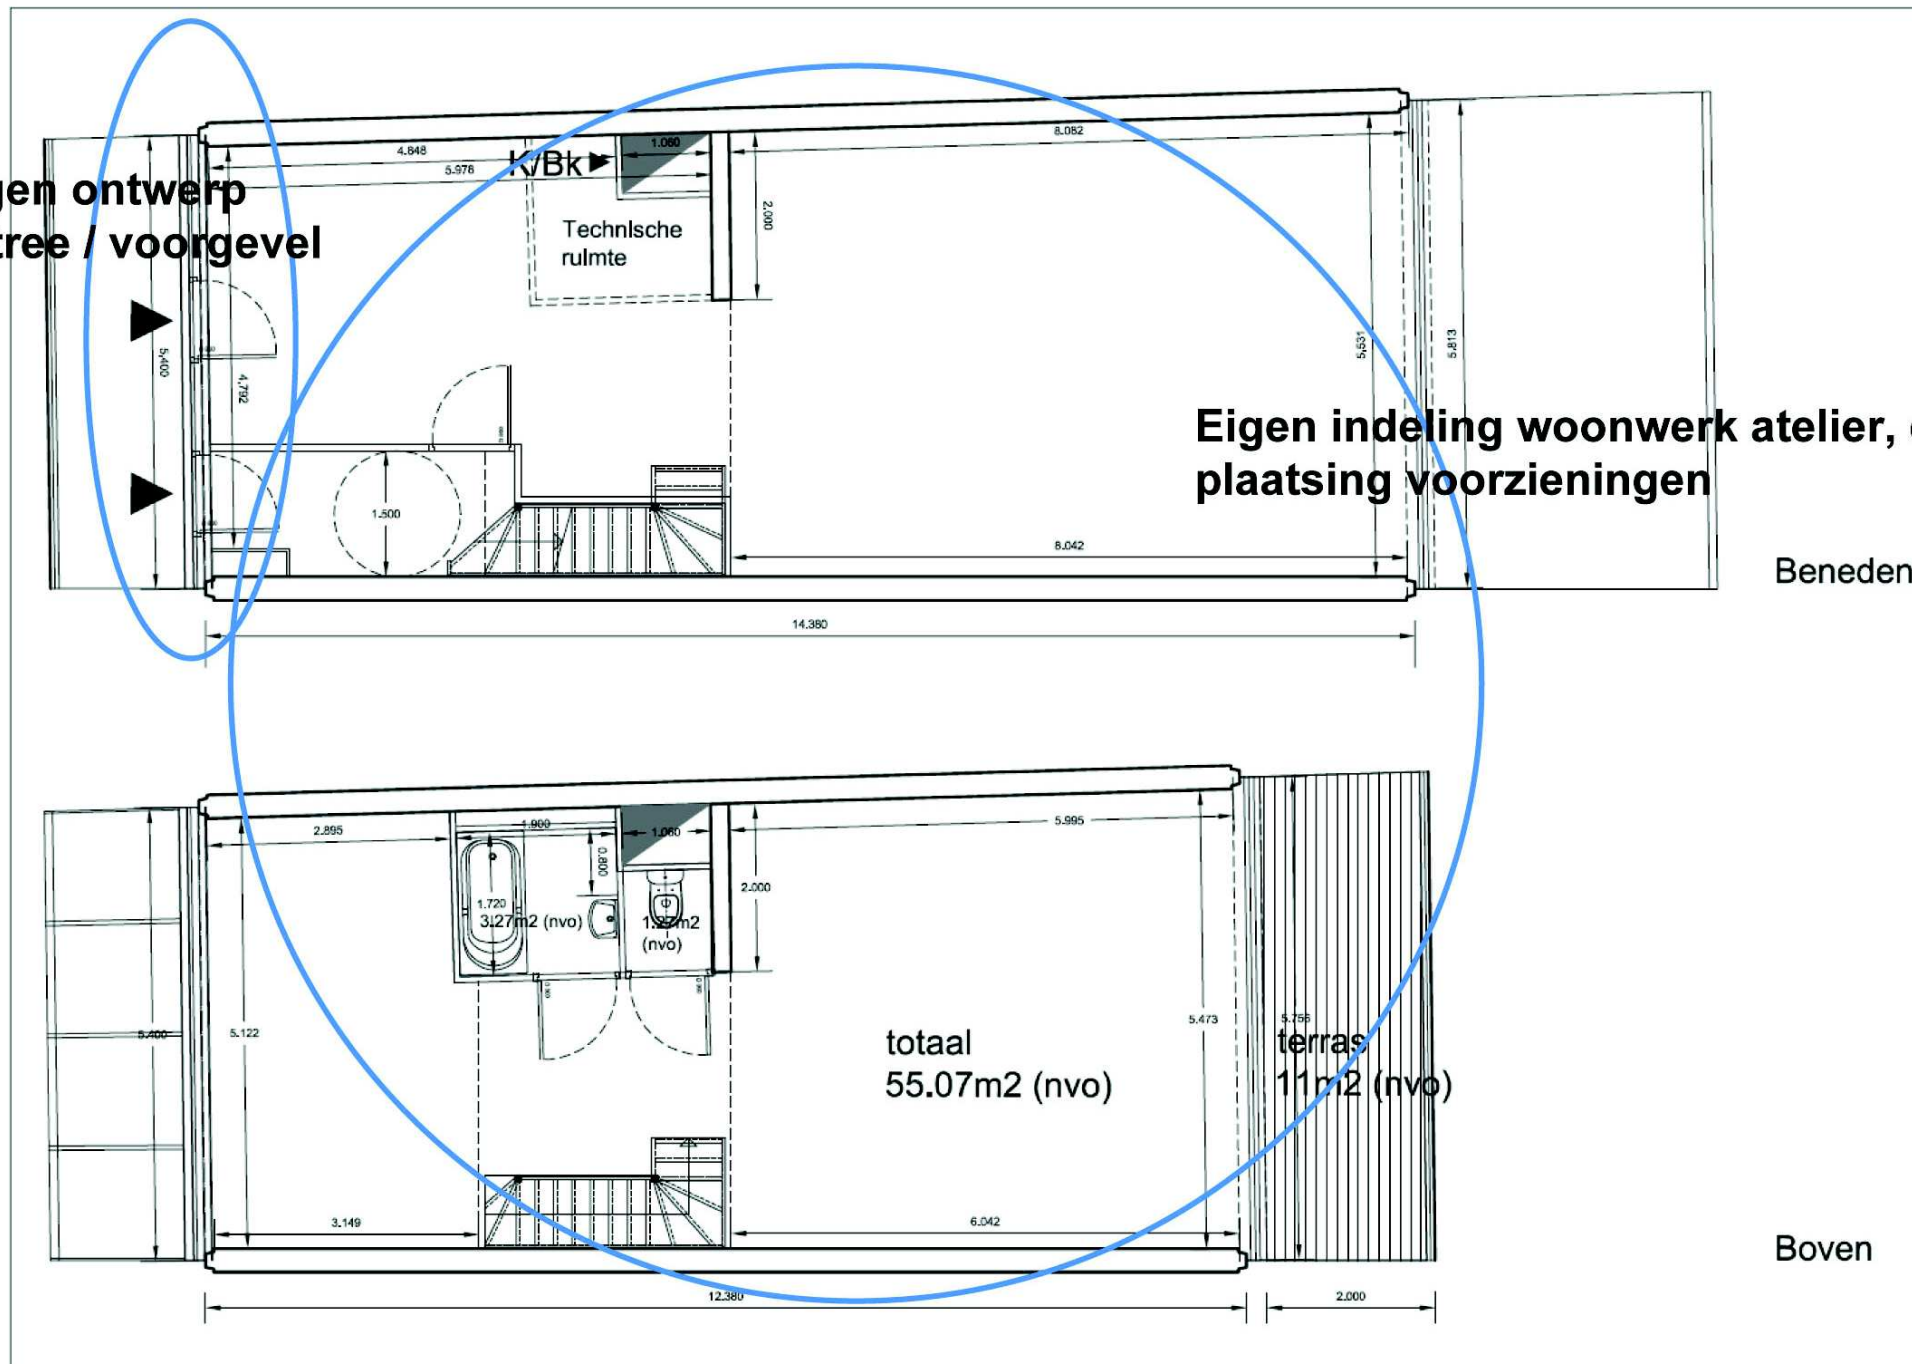 8.082
1.060
4.848
K/Bk
5.976
gen ontwerp
tree / voorgevel
2.000
Technische
ruimte
5.400
4.792
5.531
5.813
Eigen indeling woonwerk atelier,
plaatsing voorzieningen
1.500
8.042
Beneden
14.380
2.895
1.900
1.060
5.995
0.800
2.000
1.720
3.27m2 (nvo)
1.27m2
(nvo)
5.400
5.122
5.473
5.756
totaal
55.07m2 (nvo)
terras
11m2 (nvo)
3.149
6.042
Boven
12.380
2.000